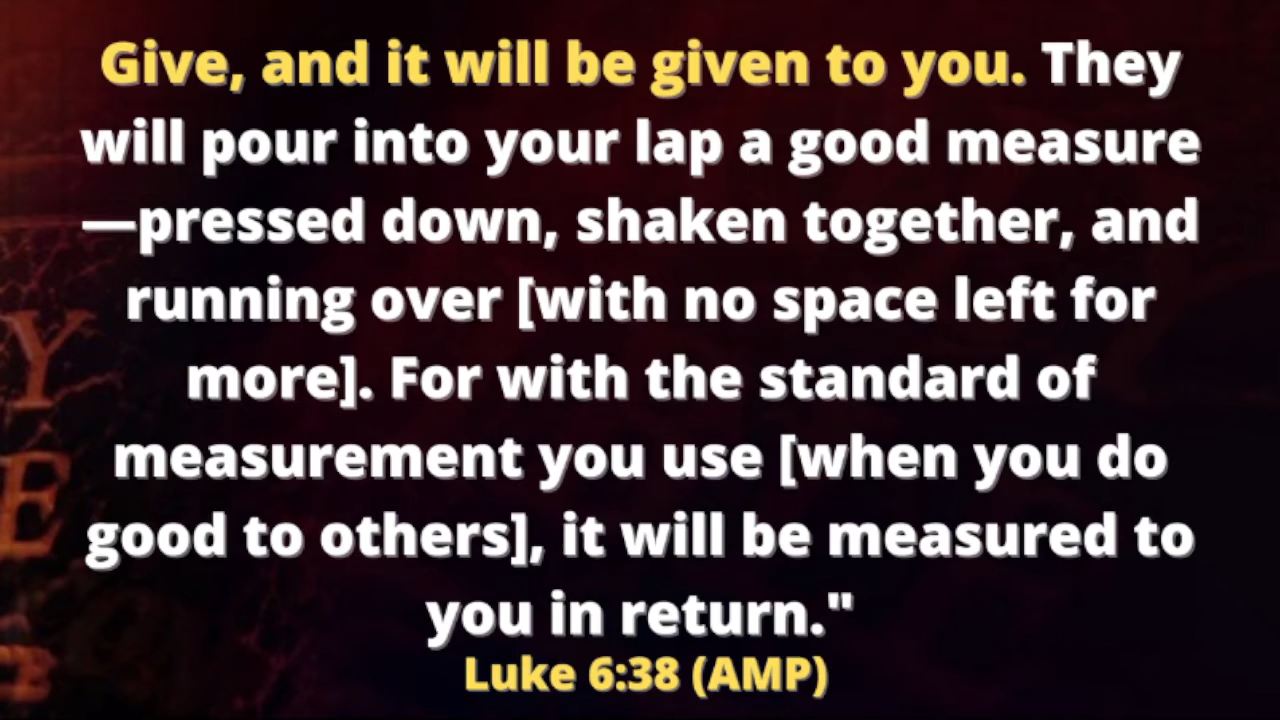 Give, and it will be given to you. They
will pour into your lap a good measure
—pressed down, shaken together, and
running over [with no space left for
more]. For with the standard of
measurement you use [when you do
good to others], it will be measured to
you in return."
Luke 6:38 (AMP)
Y
E